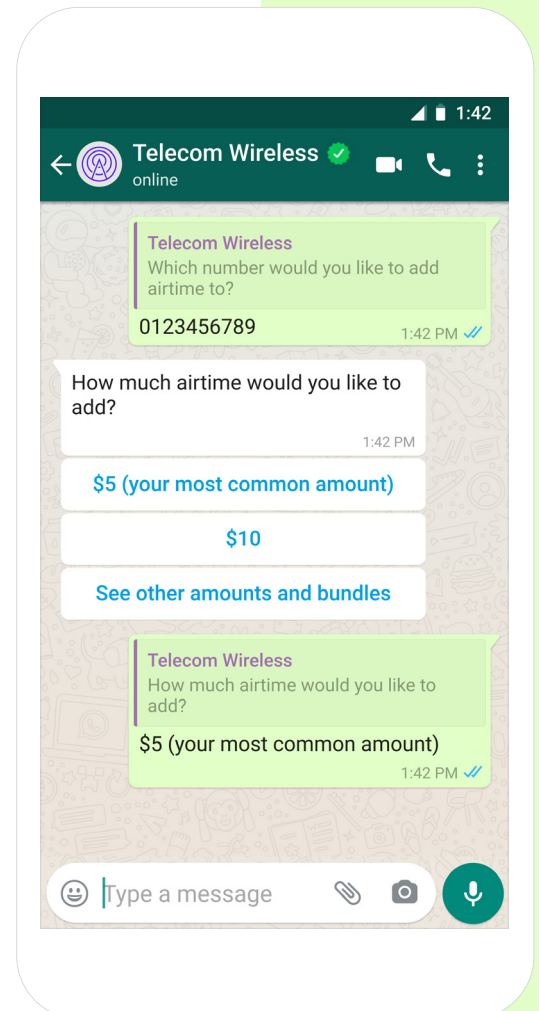 1:42
Telecom Wireless
online
Telecom Wireless
Which number would you like to add
airtime to?
0123456789
1:42 PM
How much airtime would you like to
add?
1:42 PM
$5 (your most common amount)
$10
See other amounts and bundles
Telecom Wireless
How much airtime would you like to
add?
$5 (your most common amount)
1:42 PM
Type a message